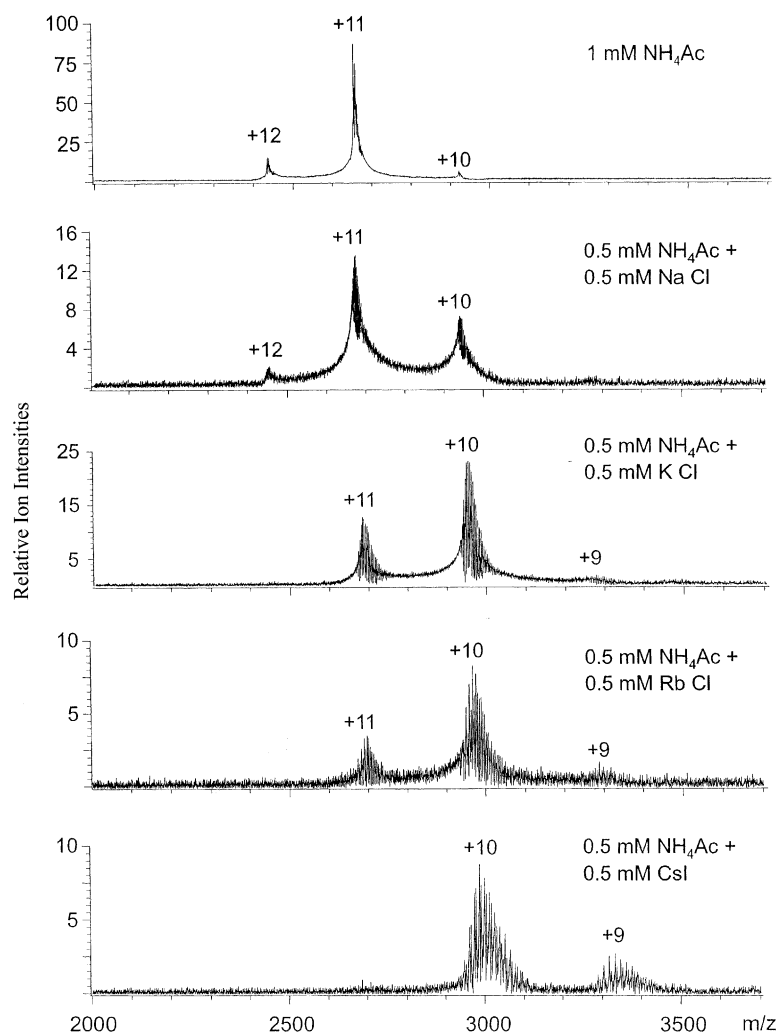 Relative Ion Intensities
100
75
50
25
+12
+11
+10
1 mM NH₄Ac
16
12
8
4
+12
+11
+10
0.5 mM NH₄Ac +
0.5 mM Na Cl
25
15
5
+11
+10
+9
0.5 mM NH₄Ac +
0.5 mM K Cl
10
5
+11
+10
+9
0.5 mM NH₄Ac +
0.5 mM Rb Cl
10
5
+10
+9
0.5 mM NH₄Ac +
0.5 mM CsI
2000 2500 3000 3500 m/z